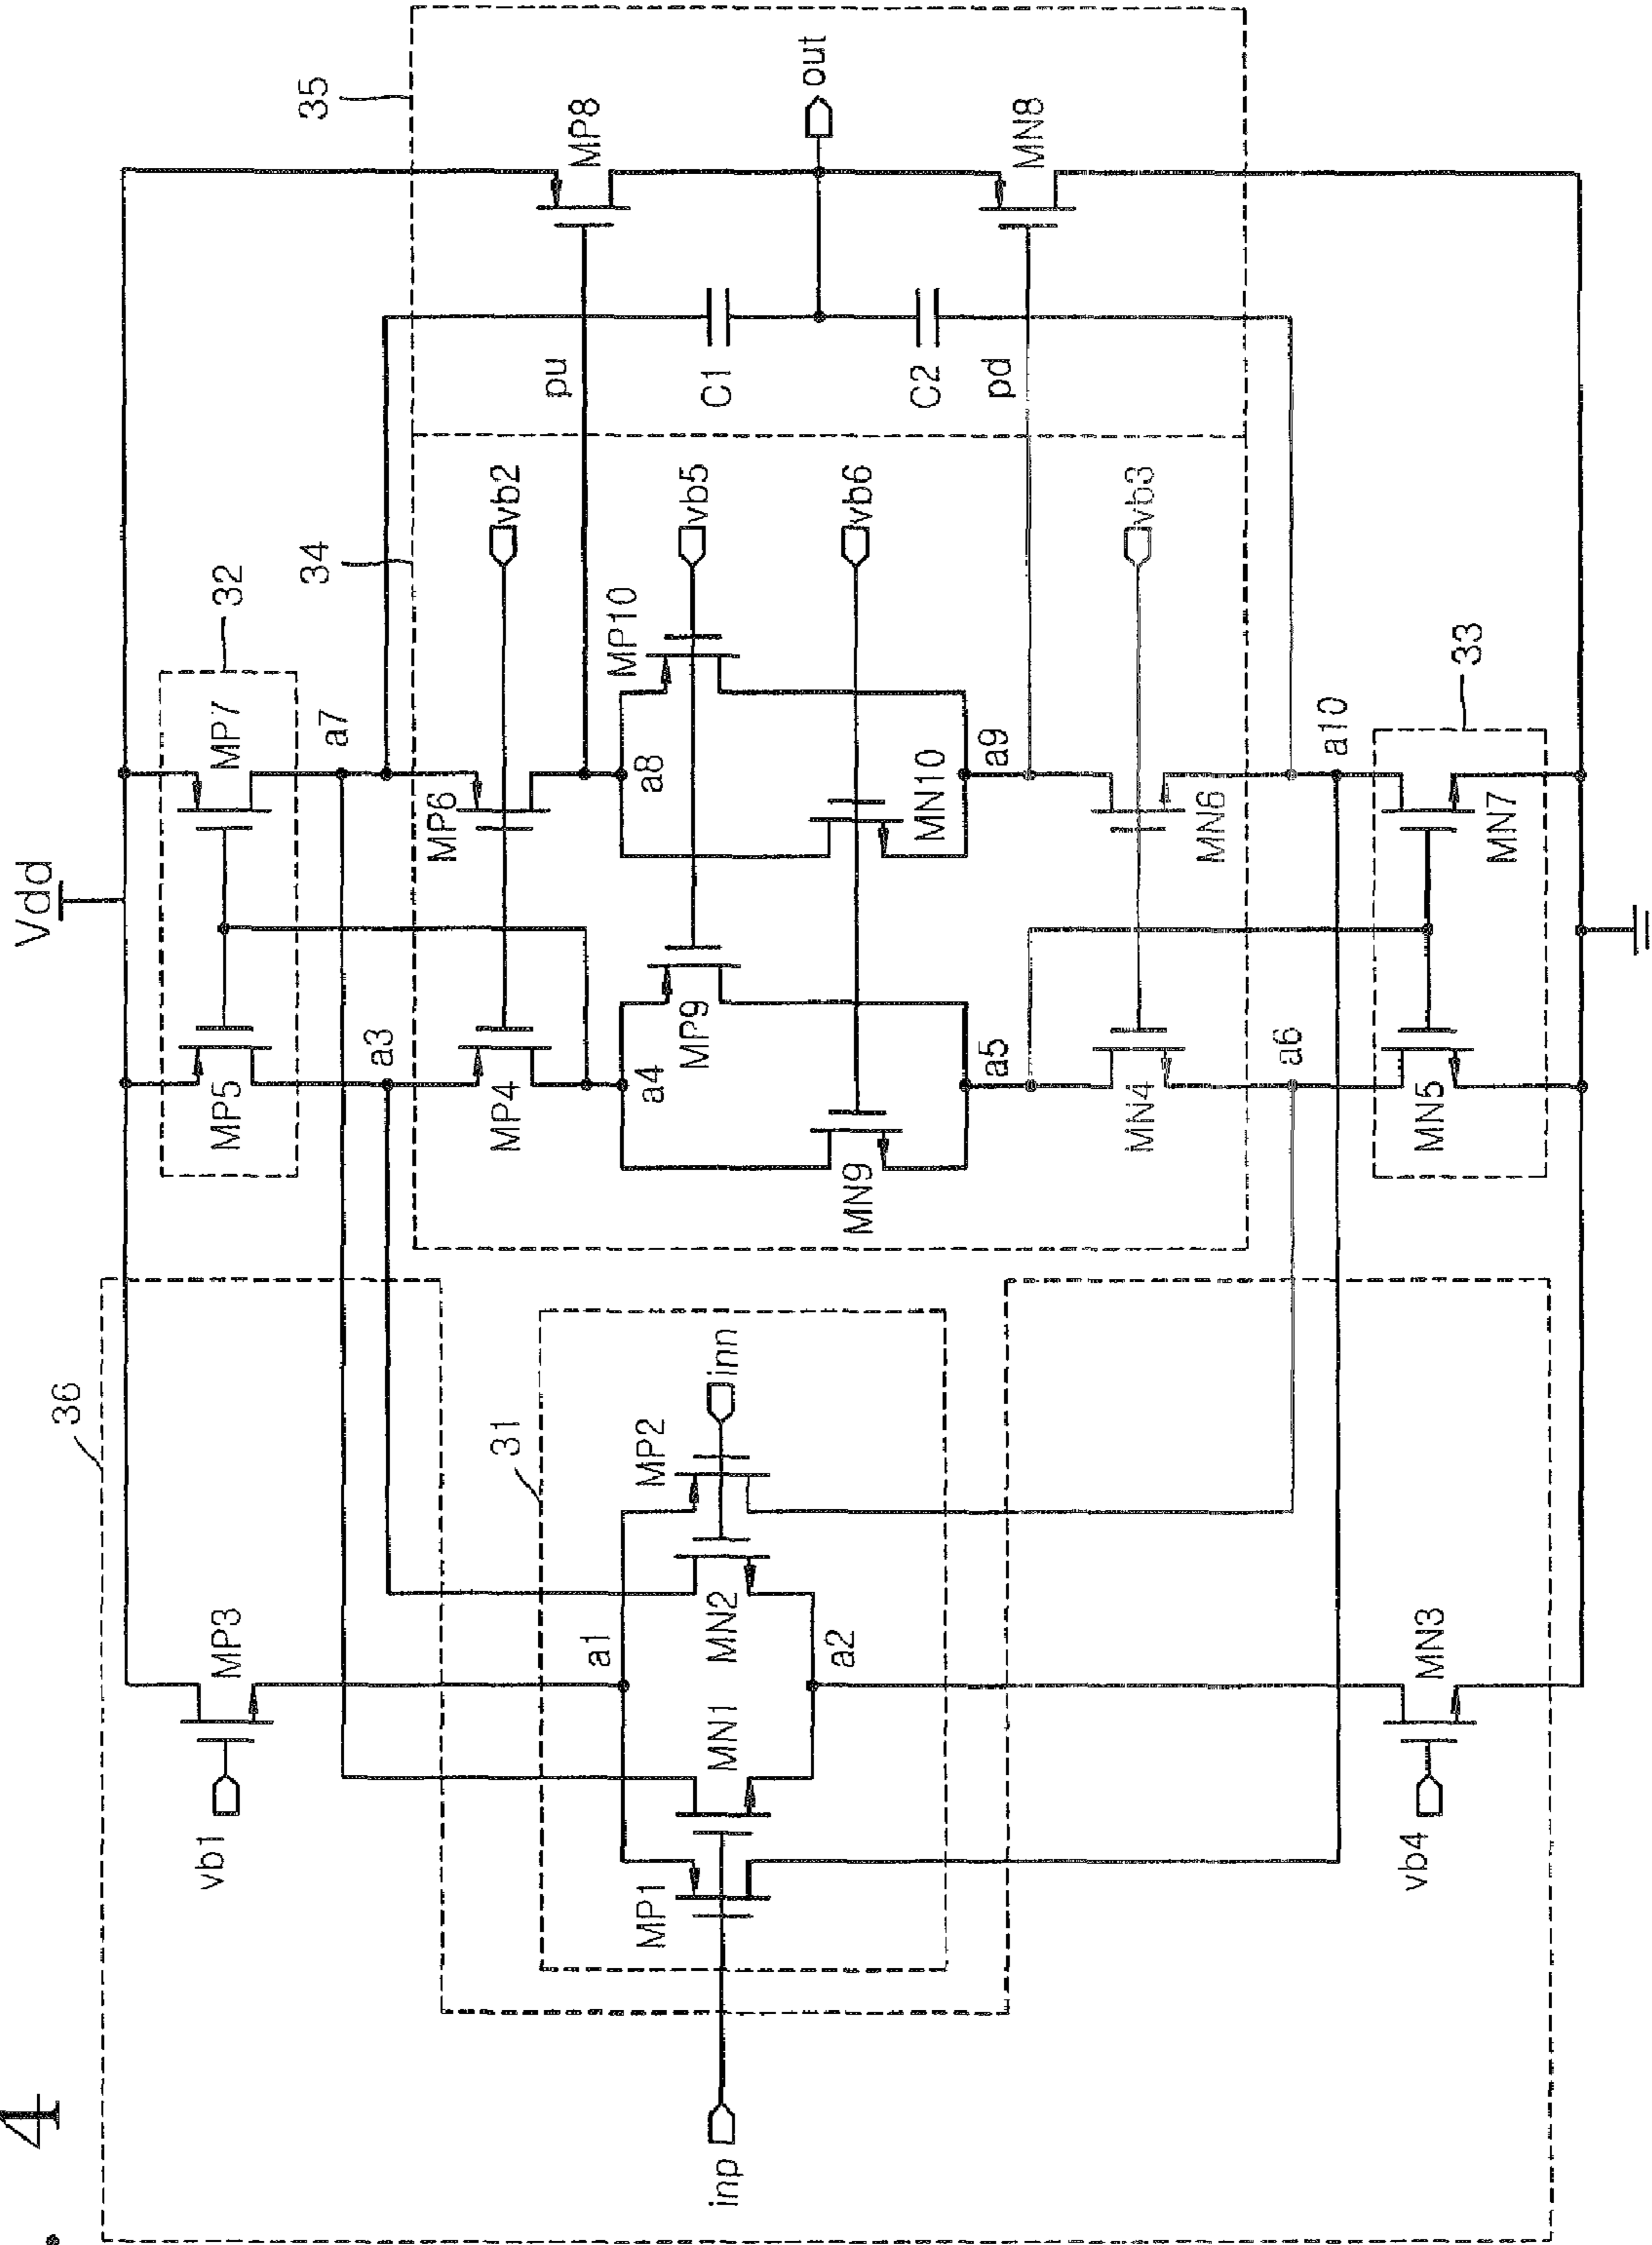 . 4
Vdd
36
vb1
MP3
MP5
MP7
32
a3
a7
34
35
31
MP4
MP6
vb2
pu
MP8
a1
MP1
MP2
a4
a8
MP10
inp
MN1
MN2
inn
MP9
vb5
C1
out
a2
MN9
vb6
MN10
C2
a5
a9
pd
MN8
MN4
MN6
vb3
a6
a10
vb4
MN3
MN5
MN7
33